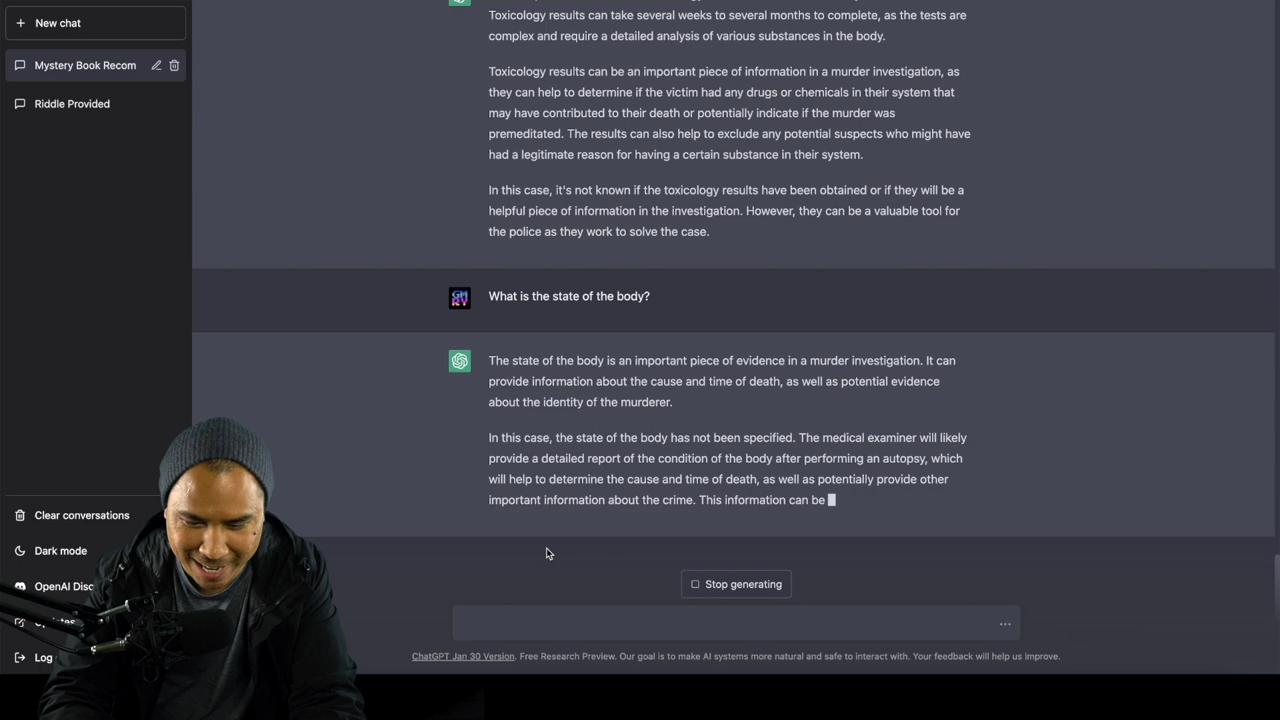 New chat
Mystery Book Recom
Riddle Provided
Toxicology results can take several weeks to several months to complete, as the tests are
complex and require a detailed analysis of various substances in the body.
Toxicology results can be an important piece of information in a murder investigation, as
they can help to determine if the victim had any drugs or chemicals in their system that
may have contributed to their death or potentially indicate if the murder was
premeditated. The results can also help to exclude any potential suspects who might have
had a legitimate reason for having a certain substance in their system.
In this case, it's not known if the toxicology results have been obtained or if they will be a
helpful piece of information in the investigation. However, they can be a valuable tool for
the police as they work to solve the case.
What is the state of the body?
The state of the body is an important piece of evidence in a murder investigation. It can
provide information about the cause and time of death, as well as potential evidence
about the identity of the murderer.
In this case, the state of the body has not been specified. The medical examiner will likely
provide a detailed report of the condition of the body after performing an autopsy, which
will help to determine the cause and time of death, as well as potentially provide other
important information about the crime. This information can be
Clear conversations
Dark mode
OpenAI Disc
Log
Stop generating
ChatGPT Jan 30 Version. Free Research Preview. Our goal is to make AI systems more natural and safe to interact with. Your feedback will help us improve.